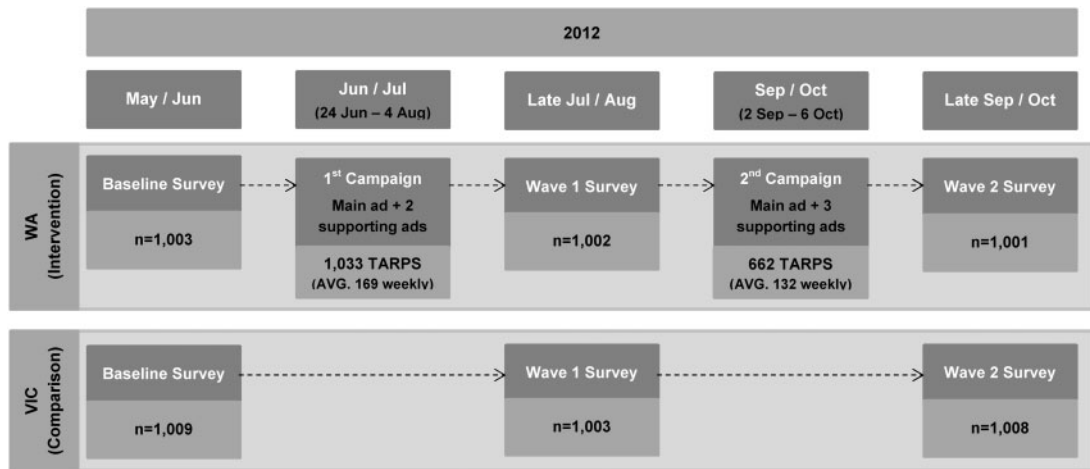 2012
May / Jun
Jun / Jul
(24 Jun – 4 Aug)
Late Jul / Aug
Sep / Oct
(2 Sep – 6 Oct)
Late Sep / Oct
WA
(Intervention)
Baseline Survey
n=1,003
1st Campaign
Main ad + 2
supporting ads
1,033 TARPS
(AVG. 169 weekly)
Wave 1 Survey
n=1,002
2nd Campaign
Main ad + 3
supporting ads
662 TARPS
(AVG. 132 weekly)
Wave 2 Survey
n=1,001
VIC
(Comparison)
Baseline Survey
n=1,009
Wave 1 Survey
n=1,003
Wave 2 Survey
n=1,008